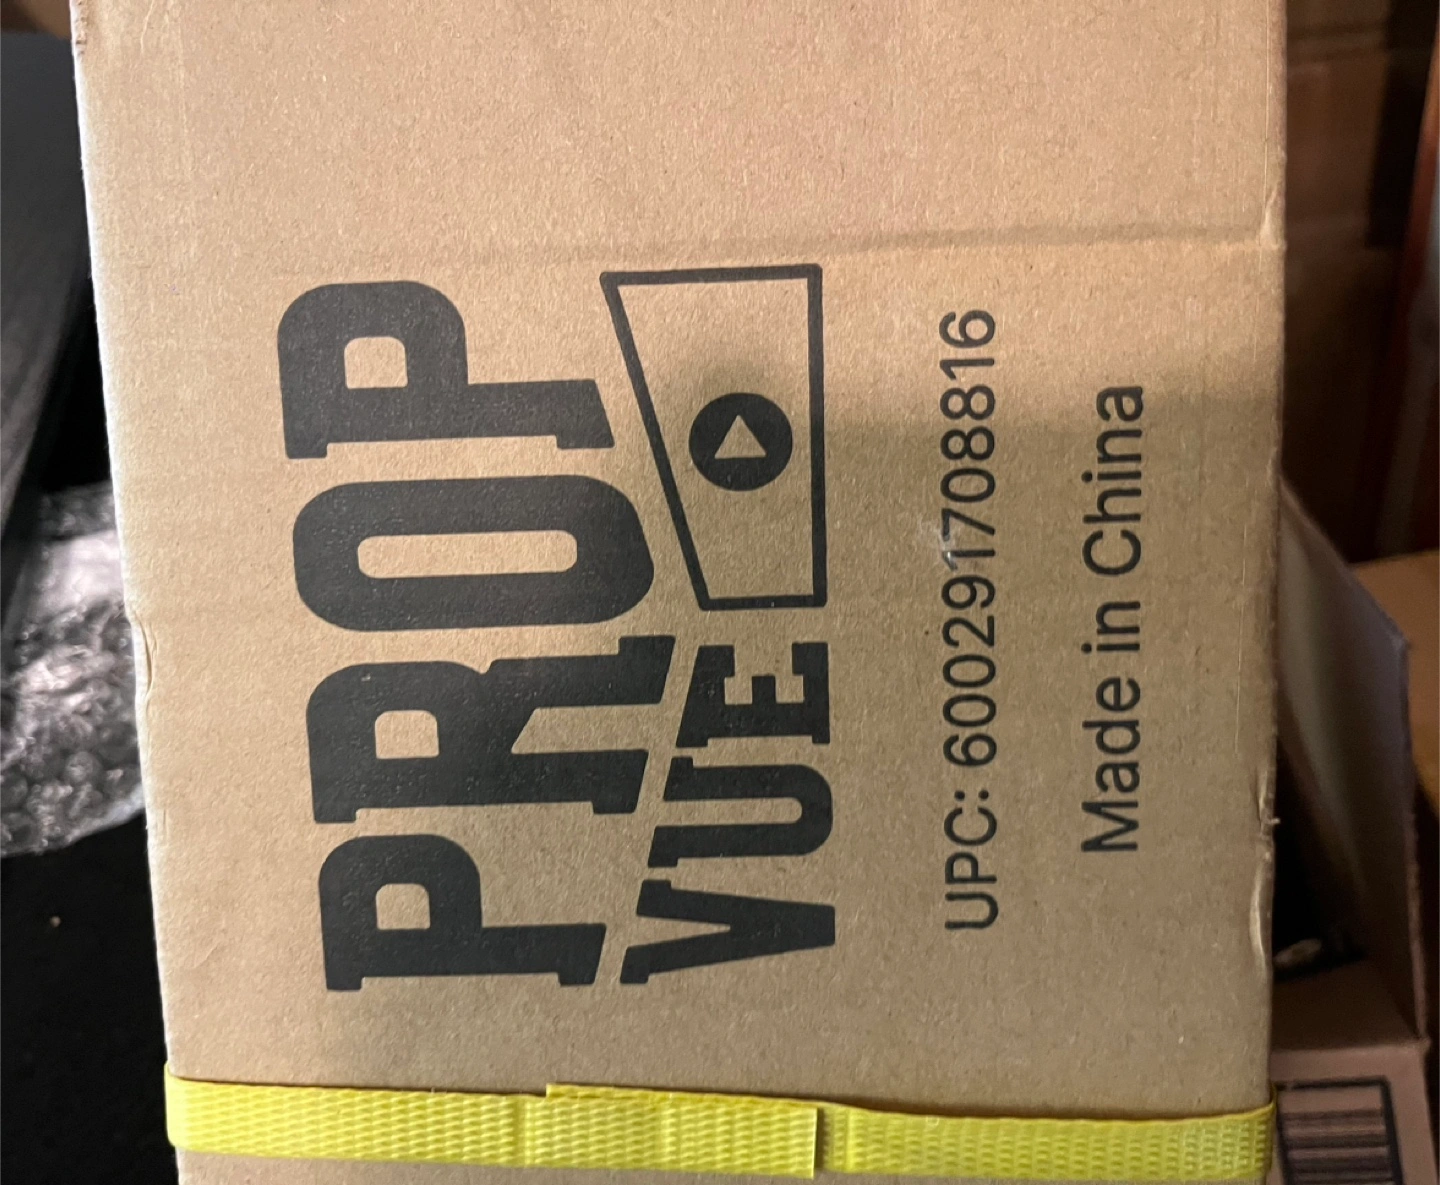 PROP
VUE
UPC: 600291708816
Made in China